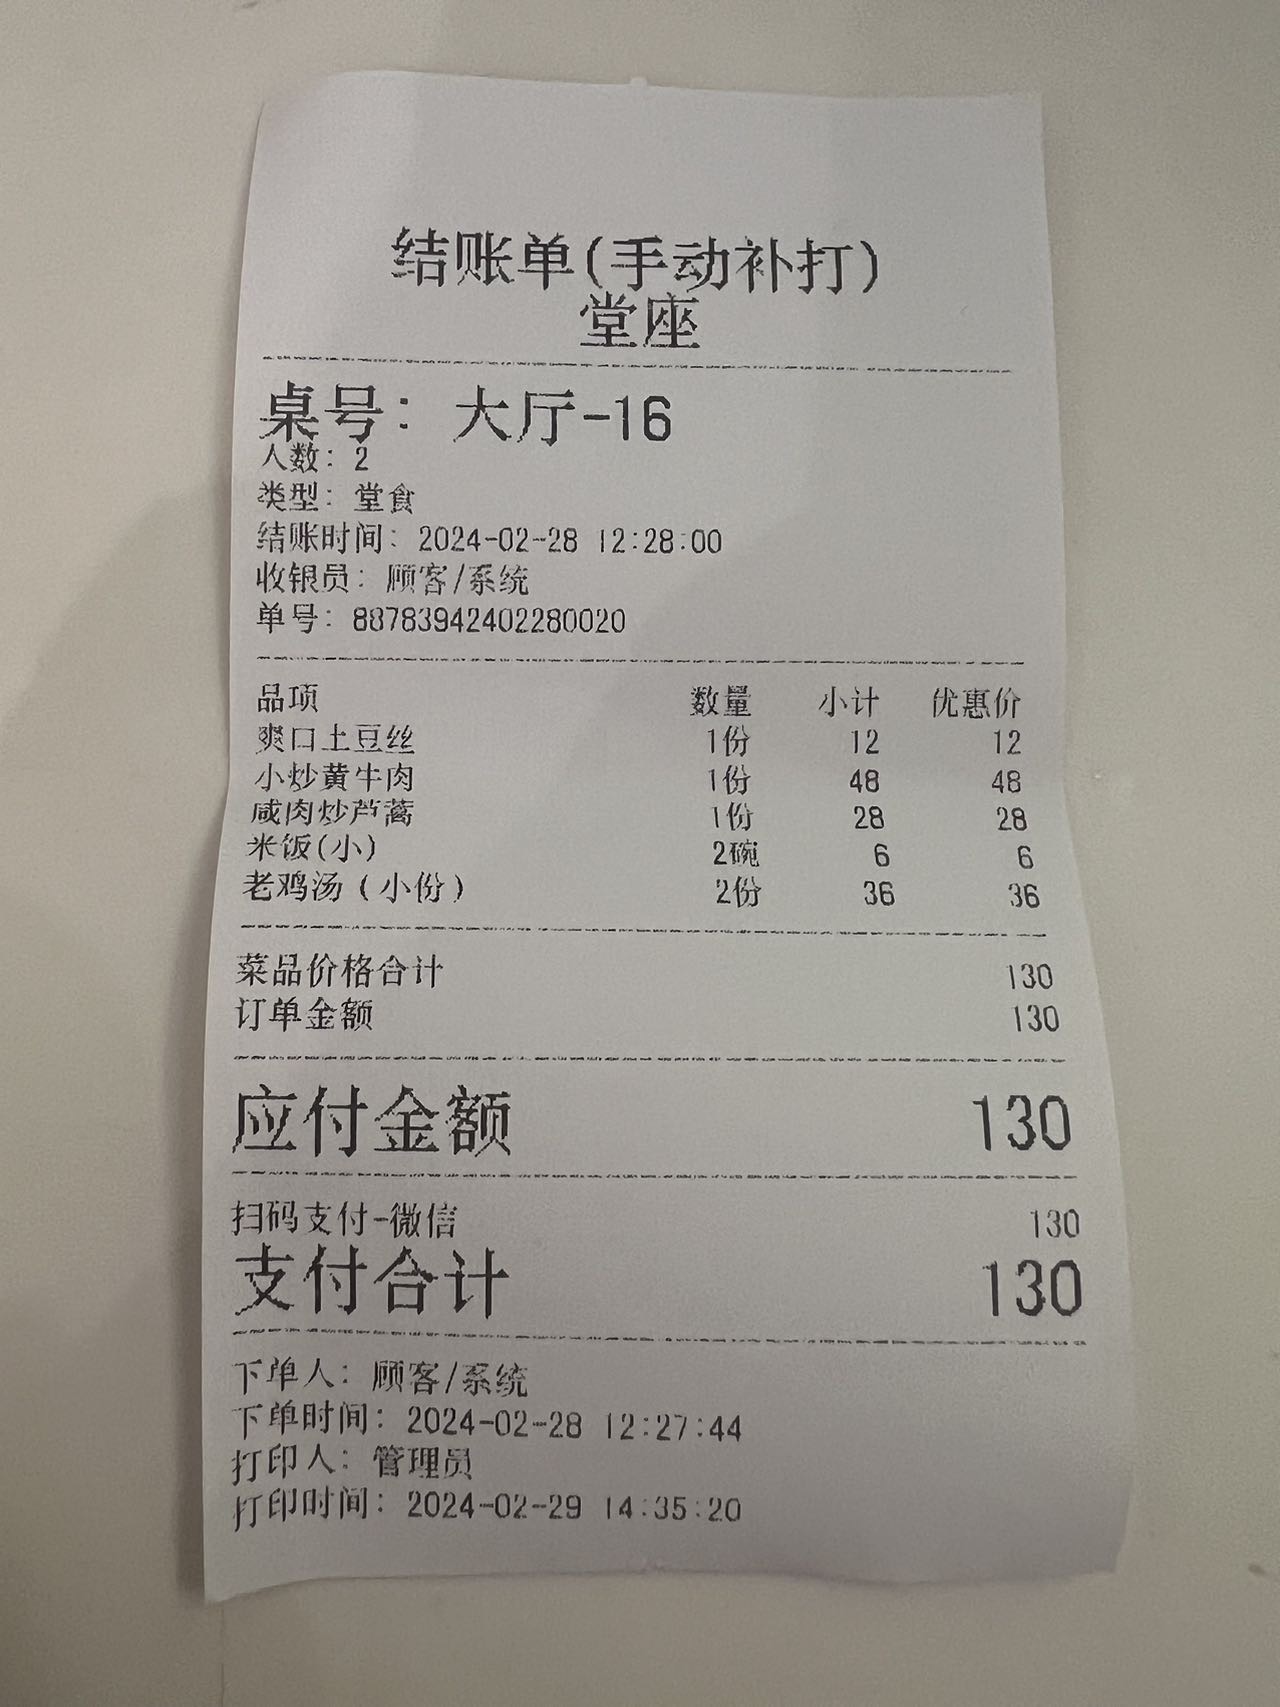 结账单(手动补打)
堂座
桌号: 大厅-16
人数: 2
类型: 堂食
结账时间: 2024-02-28 12:28:00
收银员: 顾客/系统
单号: 88783942402280020
品项 数量 小计 优惠价
爽口土豆丝 1份 12 12
小炒黄牛肉 1份 48 48
咸肉炒芦蒿 1份 28 28
米饭(小) 2碗 6 6
老鸡汤(小份) 2份 36 36
菜品价格合计 130
订单金额 130
应付金额 130
扫码支付-微信 130
支付合计 130
下单人: 顾客/系统
下单时间: 2024-02-28 12:27:44
打印人: 管理员
打印时间: 2024-02-29 14:35:20